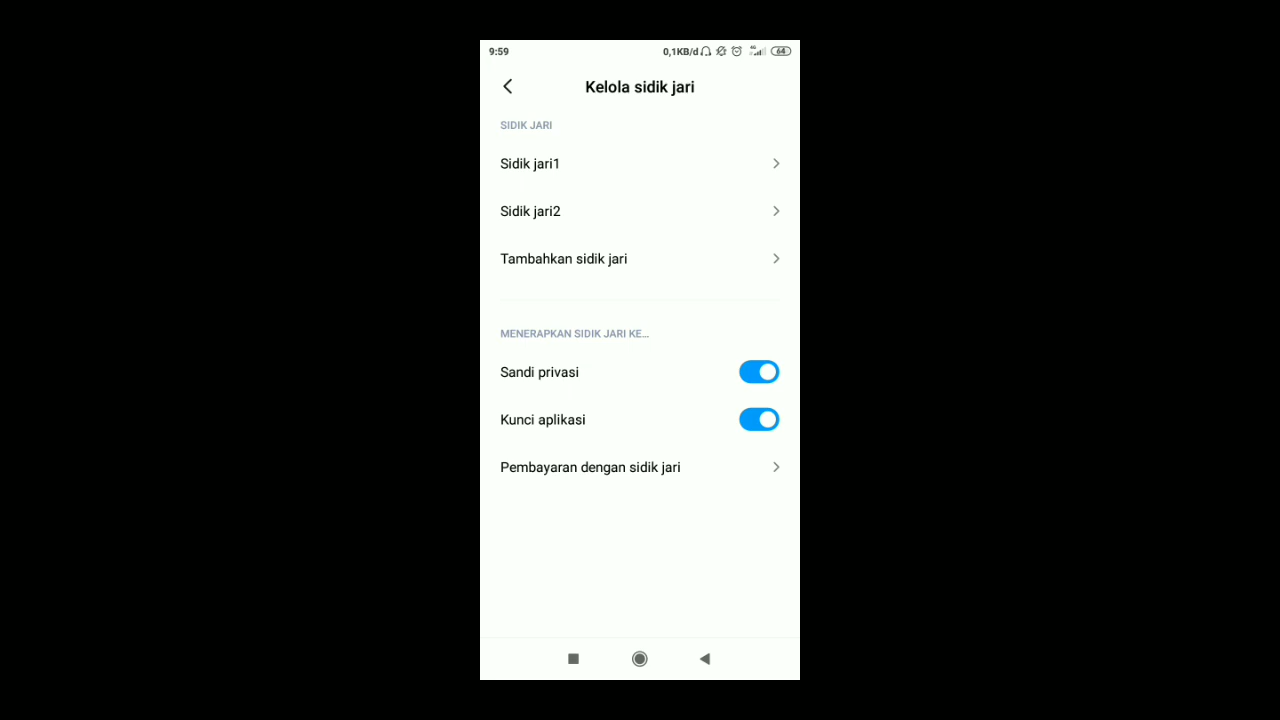 9:59
0,1KB/d
4G
64
Kelola sidik jari
SIDIK JARI
Sidik jari1
Sidik jari2
Tambahkan sidik jari
MENERAPKAN SIDIK JARI KE...
Sandi privasi
Kunci aplikasi
Pembayaran dengan sidik jari